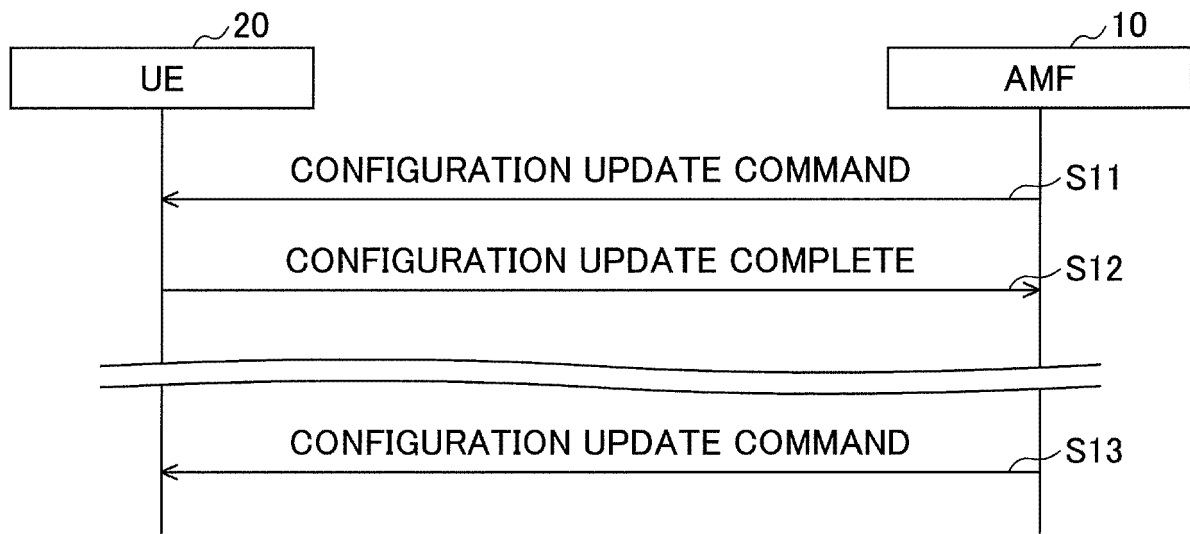 20
10
UE
AMF
CONFIGURATION UPDATE COMMAND
S11
CONFIGURATION UPDATE COMPLETE
S12
CONFIGURATION UPDATE COMMAND
S13